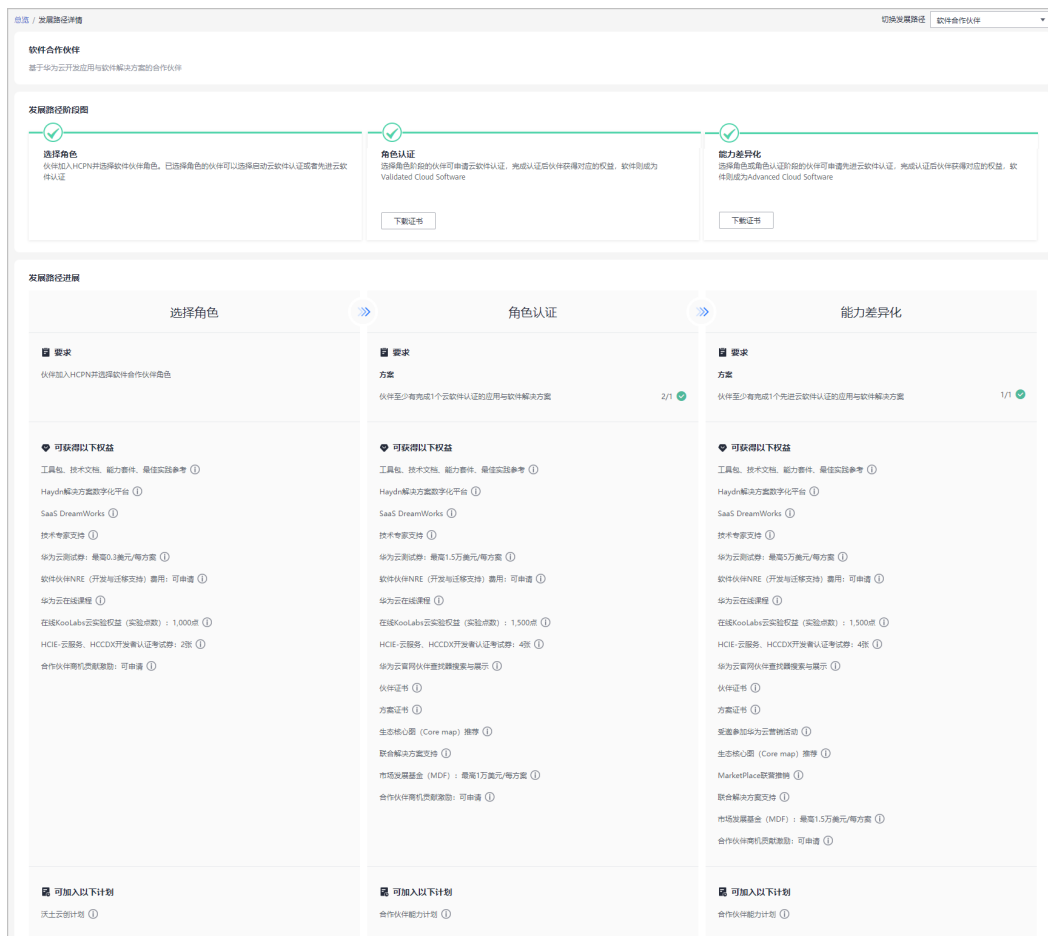 总览 / 发展路径详情
切换发展路径 软件合作伙伴
软件合作伙伴
基于华为云开发应用与软件解决方案的合作伙伴
发展路径阶段图
选择角色
伙伴加入HCPN并选择软件伙伴角色。已选择角色的伙伴可以选择启动云软件认证或者先进云软
件认证
角色认证
选择角色阶段的伙伴可申请云软件认证，完成认证后伙伴获得对应的权益，软件则成为
Validated Cloud Software
下载证书
能力差异化
选择角色或角色认证阶段的伙伴可申请先进云软件认证，完成认证后伙伴获得对应的权益，软
件则成为Advanced Cloud Software
下载证书
发展路径进展
选择角色
要求
伙伴加入HCPN并选择软件合作伙伴角色
可获得以下权益
工具包、技术文档、能力套件、最佳实践参考
Haydn解决方案数字化平台
SaaS DreamWorks
技术专家支持
华为云测试券：最高0.3美元/每方案
软件伙伴NRE（开发与迁移支持）费用：可申请
华为云在线课程
在线KooLabs云实验权益（实验点数）：1,000点
HCIE-云服务、HCCDX开发者认证考试券：2张
合作伙伴商机贡献激励：可申请
可加入以下计划
沃土云创计划
角色认证
要求
方案
伙伴至少有完成1个云软件认证的应用与软件解决方案 2/1
可获得以下权益
工具包、技术文档、能力套件、最佳实践参考
Haydn解决方案数字化平台
SaaS DreamWorks
技术专家支持
华为云测试券：最高1.5万美元/每方案
软件伙伴NRE（开发与迁移支持）费用：可申请
华为云在线课程
在线KooLabs云实验权益（实验点数）：1,500点
HCIE-云服务、HCCDX开发者认证考试券：4张
华为云官网伙伴查找器搜索与展示
伙伴证书
方案证书
生态核心图（Core map）推荐
联合解决方案支持
市场发展基金（MDF）：最高1万美元/每方案
合作伙伴商机贡献激励：可申请
可加入以下计划
合作伙伴能力计划
能力差异化
要求
方案
伙伴至少有完成1个先进云软件认证的应用与软件解决方案 1/1
可获得以下权益
工具包、技术文档、能力套件、最佳实践参考
Haydn解决方案数字化平台
SaaS DreamWorks
技术专家支持
华为云测试券：最高5万美元/每方案
软件伙伴NRE（开发与迁移支持）费用：可申请
华为云在线课程
在线KooLabs云实验权益（实验点数）：1,500点
HCIE-云服务、HCCDX开发者认证考试券：4张
华为云官网伙伴查找器搜索与展示
伙伴证书
方案证书
受邀参加华为云营销活动
生态核心图（Core map）推荐
MarketPlace联营推销
联合解决方案支持
市场发展基金（MDF）：最高1.5万美元/每方案
合作伙伴商机贡献激励：可申请
可加入以下计划
合作伙伴能力计划